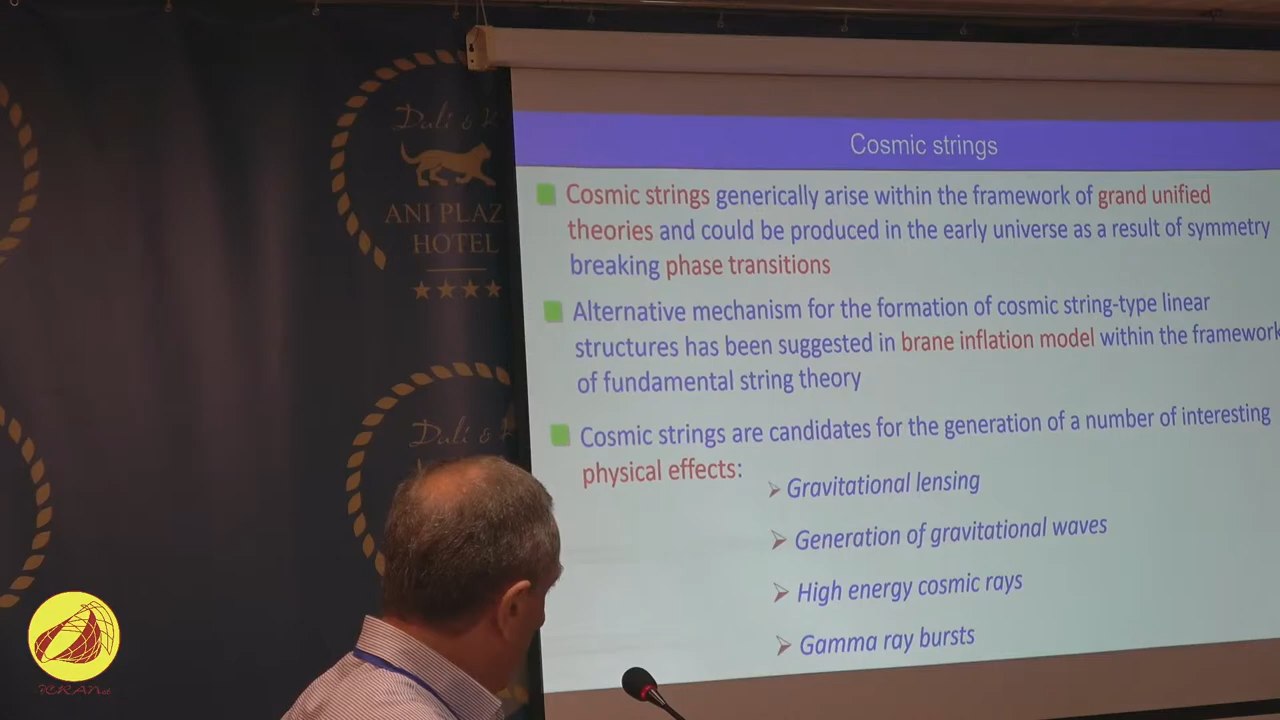 Cosmic strings
Cosmic strings generically arise within the framework of grand unified
theories and could be produced in the early universe as a result of symmetry
breaking phase transitions
Alternative mechanism for the formation of cosmic string-type linear
structures has been suggested in brane inflation model within the framework
of fundamental string theory
Cosmic strings are candidates for the generation of a number of interesting
physical effects:
Gravitational lensing
Generation of gravitational waves
High energy cosmic rays
Gamma ray bursts
Dali &
ANI PLAZ
HOTEL
Dali &
ICRANet